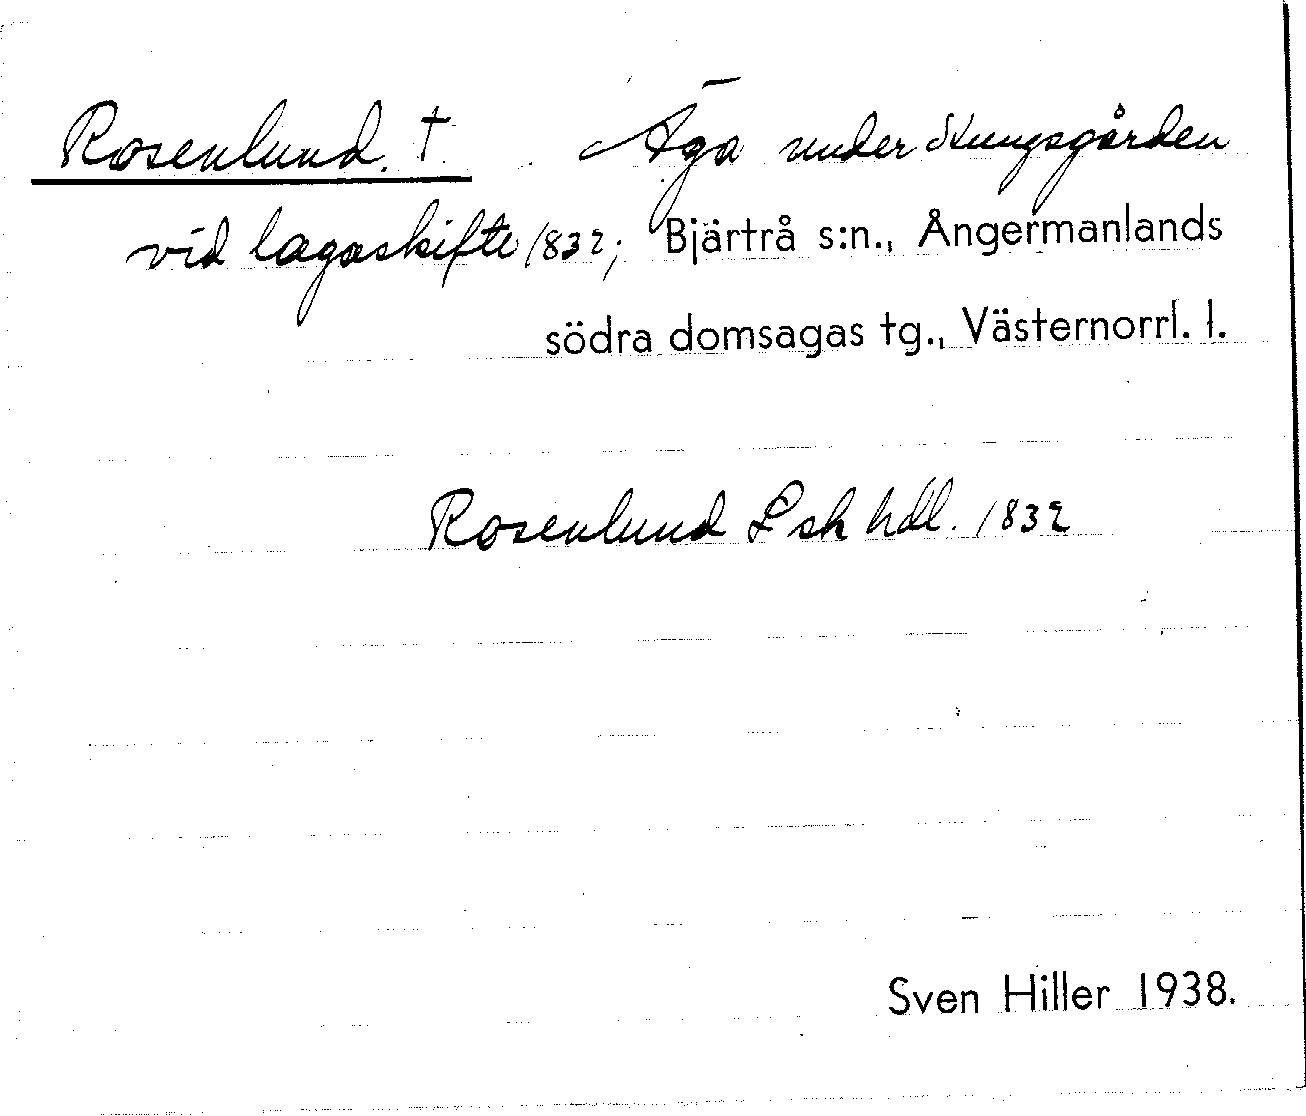 Rosenlund. † Äga under Kungsgården
vid lagaskifte 1832; Bjärtrå s:n., Ångermanlands
södra domsagas tg., Västernorrl. l.
Rosenlund Lsk hdl. 1832
Sven Hiller 1938.